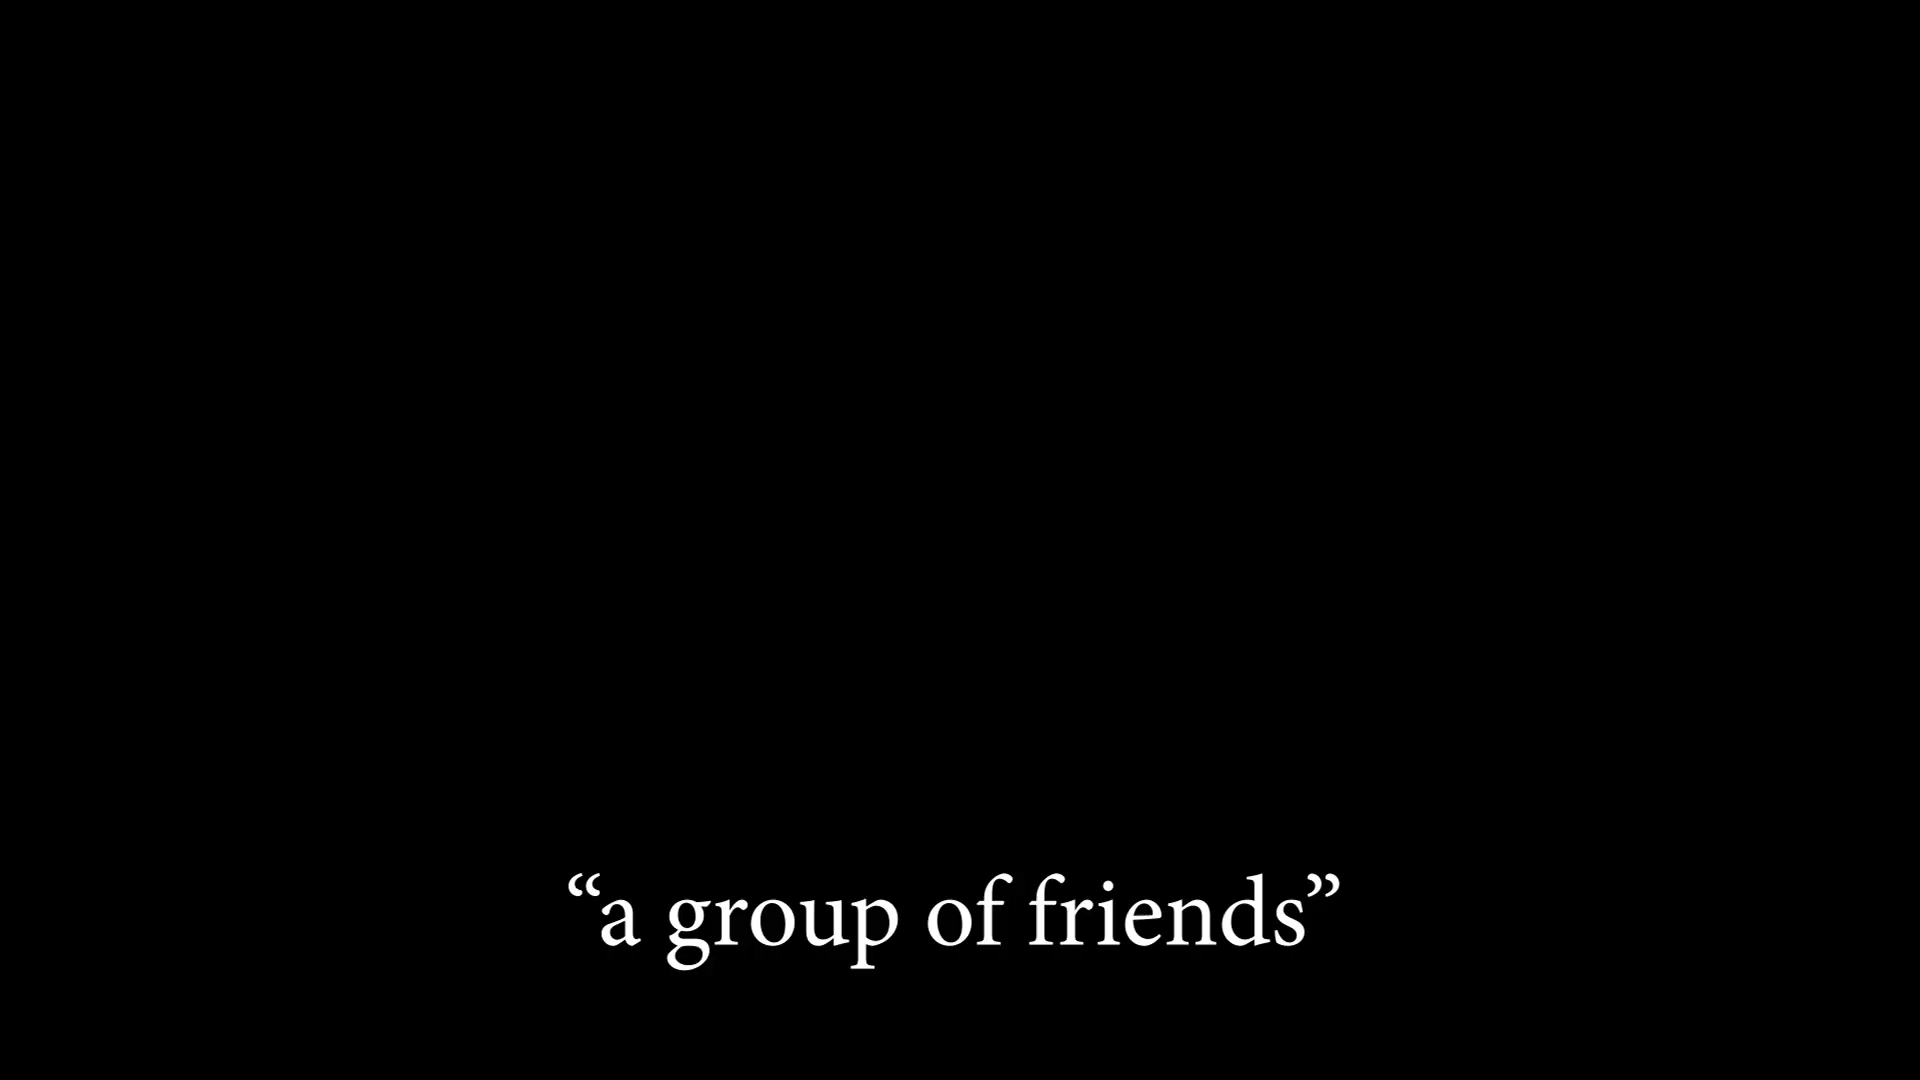 “a group of friends”